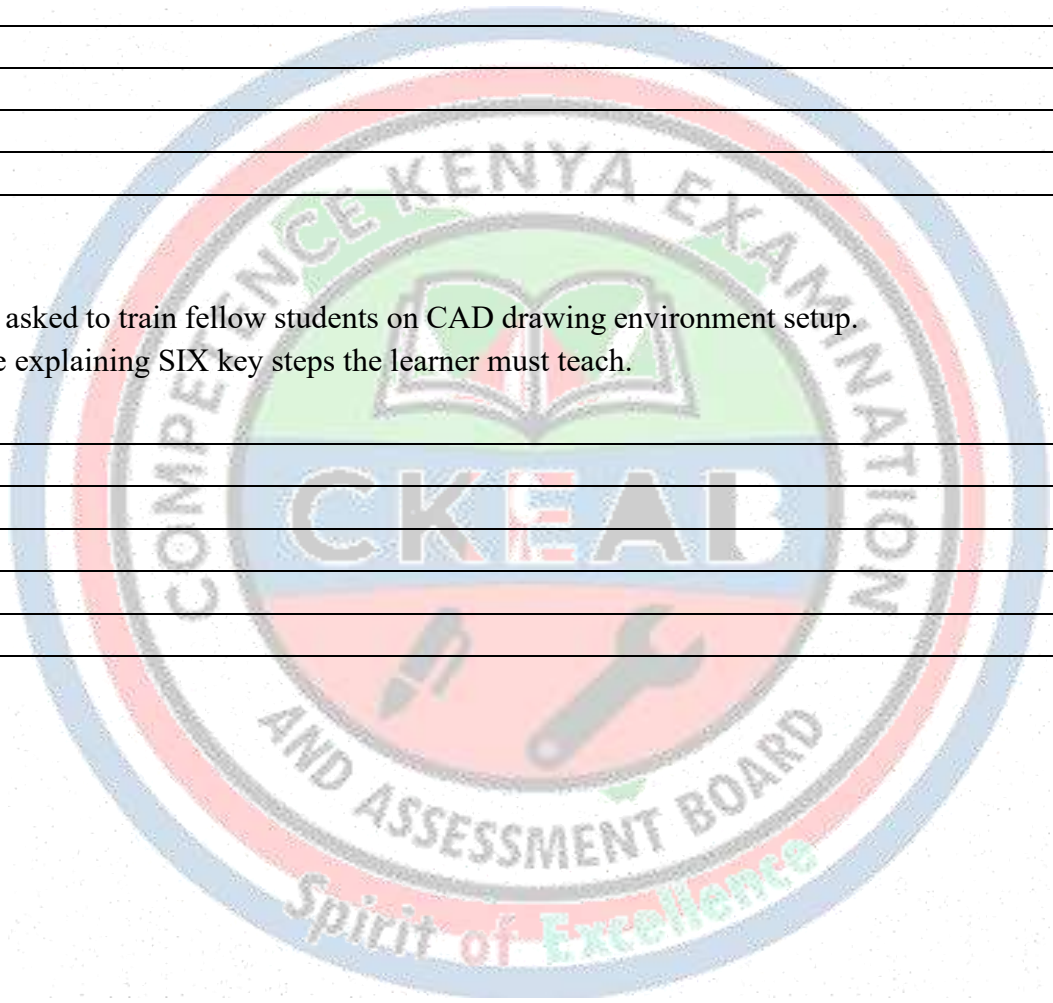 asked to train fellow students on CAD drawing environment setup.
explaining SIX key steps the learner must teach.
COMPETENCE KENYA EXAMINATION
CKEAB
AND ASSESSMENT BOARD
Spirit of Excellence